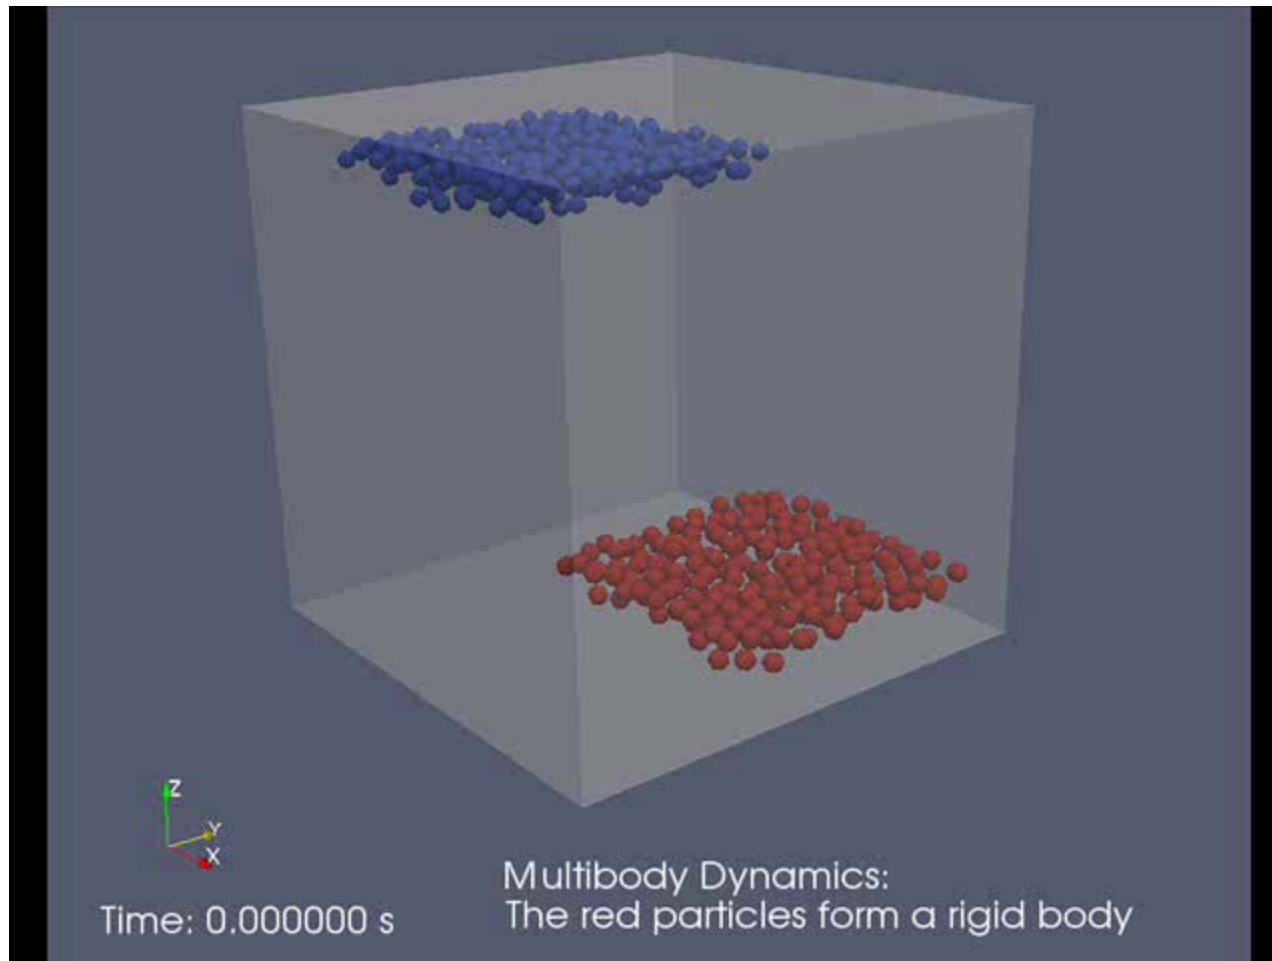 Z
Y
X
Multibody Dynamics:
Time: 0.000000 s
The red particles form a rigid body